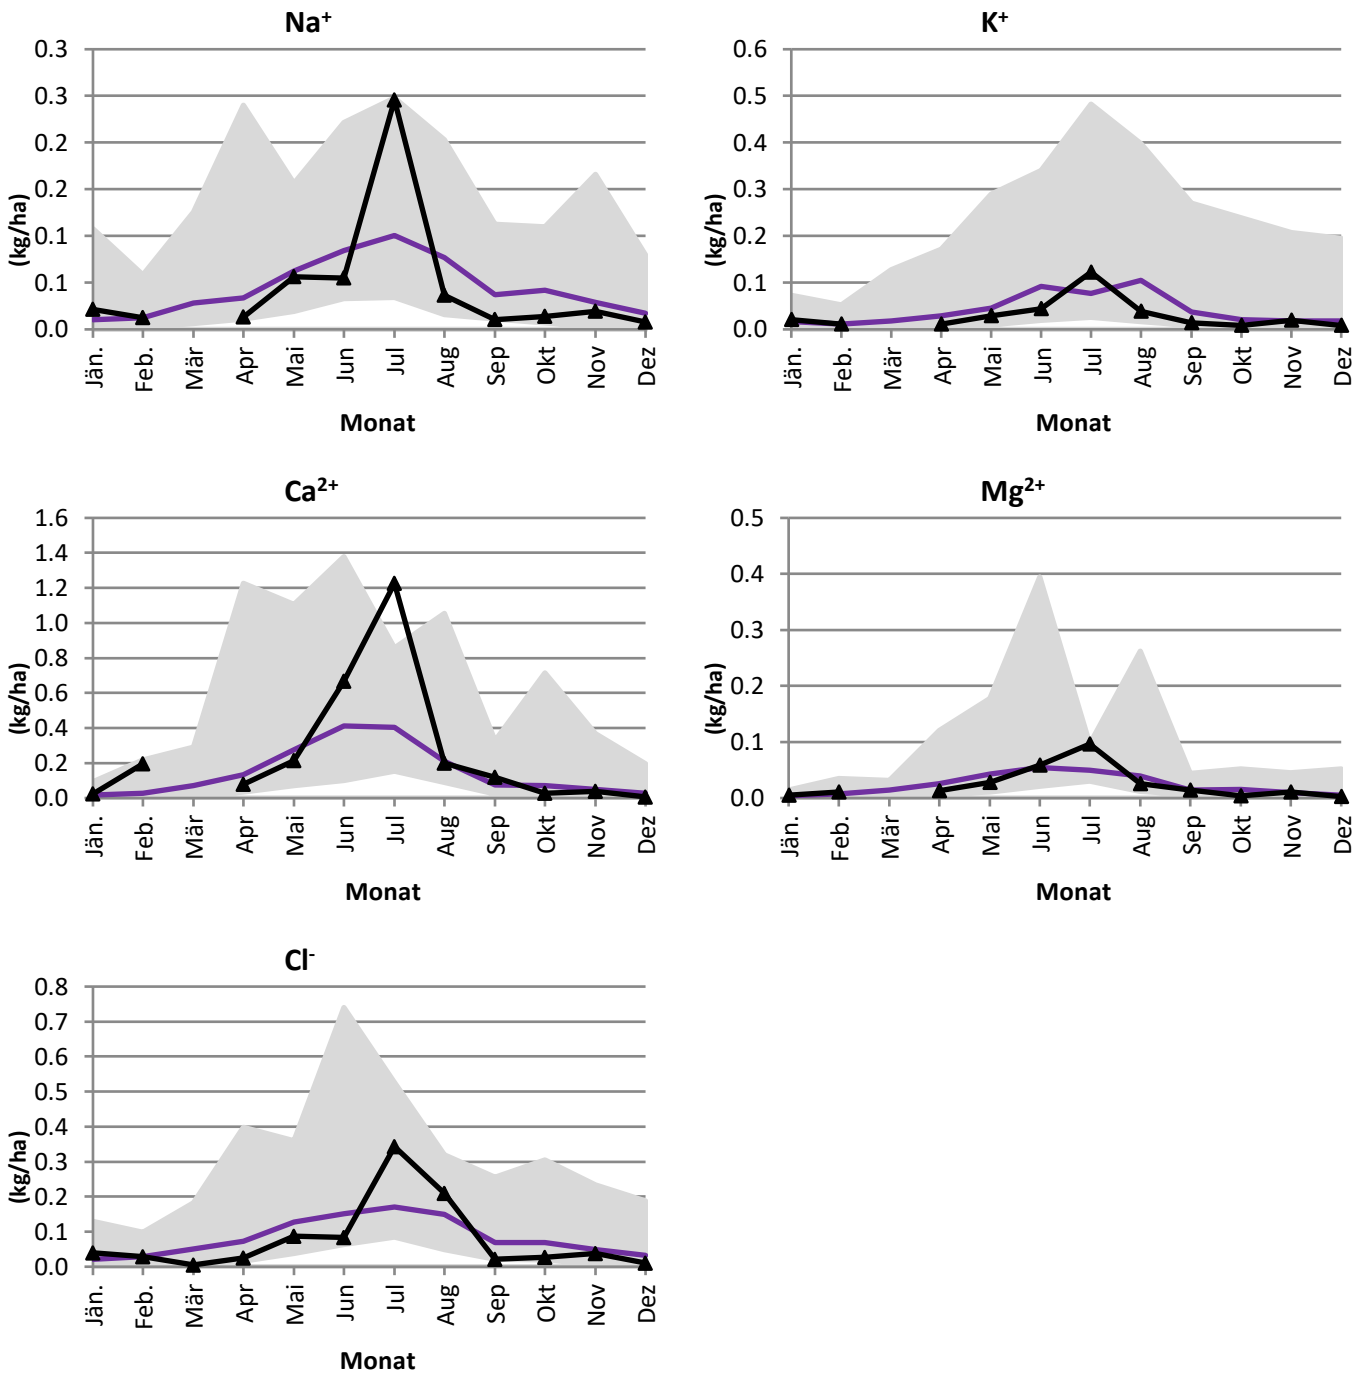 Na⁺
0.3
0.3
0.2
0.2
0.1
0.1
0.0
(kg/ha)
Jän.
Feb.
Mär
Apr
Mai
Jun
Jul
Aug
Sep
Okt
Nov
Dez
Monat
K⁺
0.6
0.5
0.4
0.3
0.2
0.1
0.0
(kg/ha)
Jän.
Feb.
Mär
Apr
Mai
Jun
Jul
Aug
Sep
Okt
Nov
Dez
Monat
Ca²⁺
1.6
1.4
1.2
1.0
0.8
0.6
0.4
0.2
0.0
(kg/ha)
Jän.
Feb.
Mär
Apr
Mai
Jun
Jul
Aug
Sep
Okt
Nov
Dez
Monat
Mg²⁺
0.5
0.4
0.3
0.2
0.1
0.0
(kg/ha)
Jän.
Feb.
Mär
Apr
Mai
Jun
Jul
Aug
Sep
Okt
Nov
Dez
Monat
Cl⁻
0.8
0.7
0.6
0.5
0.4
0.3
0.2
0.1
0.0
(kg/ha)
Jän.
Feb.
Mär
Apr
Mai
Jun
Jul
Aug
Sep
Okt
Nov
Dez
Monat